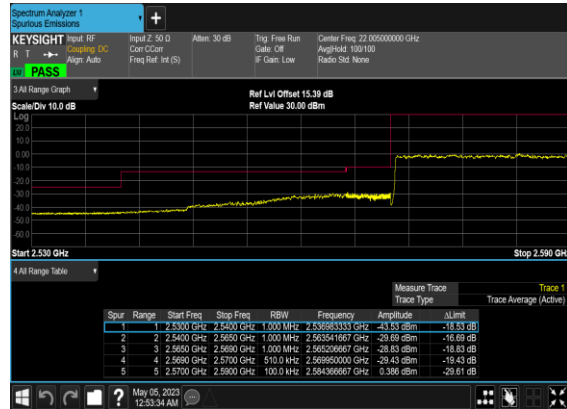 Spectrum Analyzer 1
Spurious Emissions
+
KEYSIGHT Input: RF Input Z: 50 Ω Atten: 30 dB Trig: Free Run Center Freq: 22.005000000 GHz
R T Coupling: DC Corr CCorr Gate: Off Avg|Hold: 100/100
Align: Auto Freq Ref: Int (S) IF Gain: Low Radio Std: None
PASS
3 All Range Graph
Ref Lvl Offset 15.39 dB
Scale/Div 10.0 dB Ref Value 30.00 dBm
Log
20.0
10.0
0.00
-10.0
-20.0
-30.0
-40.0
-50.0
-60.0
Start 2.530 GHz Stop 2.590 GHz
4 All Range Table
Measure Trace Trace 1
Trace Type Trace Average (Active)
Spur Range Start Freq Stop Freq RBW Frequency Amplitude ΔLimit
1 1 2.5300 GHz 2.5400 GHz 1.000 MHz 2.536983333 GHz -43.53 dBm -18.53 dB
2 2 2.5400 GHz 2.5650 GHz 1.000 MHz 2.563541667 GHz -29.69 dBm -16.69 dB
3 3 2.5650 GHz 2.5690 GHz 1.000 MHz 2.565206667 GHz -28.83 dBm -18.83 dB
4 4 2.5690 GHz 2.5700 GHz 510.0 kHz 2.569950000 GHz -29.43 dBm -19.43 dB
5 5 2.5700 GHz 2.5900 GHz 100.0 kHz 2.584366667 GHz 0.386 dBm -29.61 dB
? May 05, 2023
12:53:34 AM